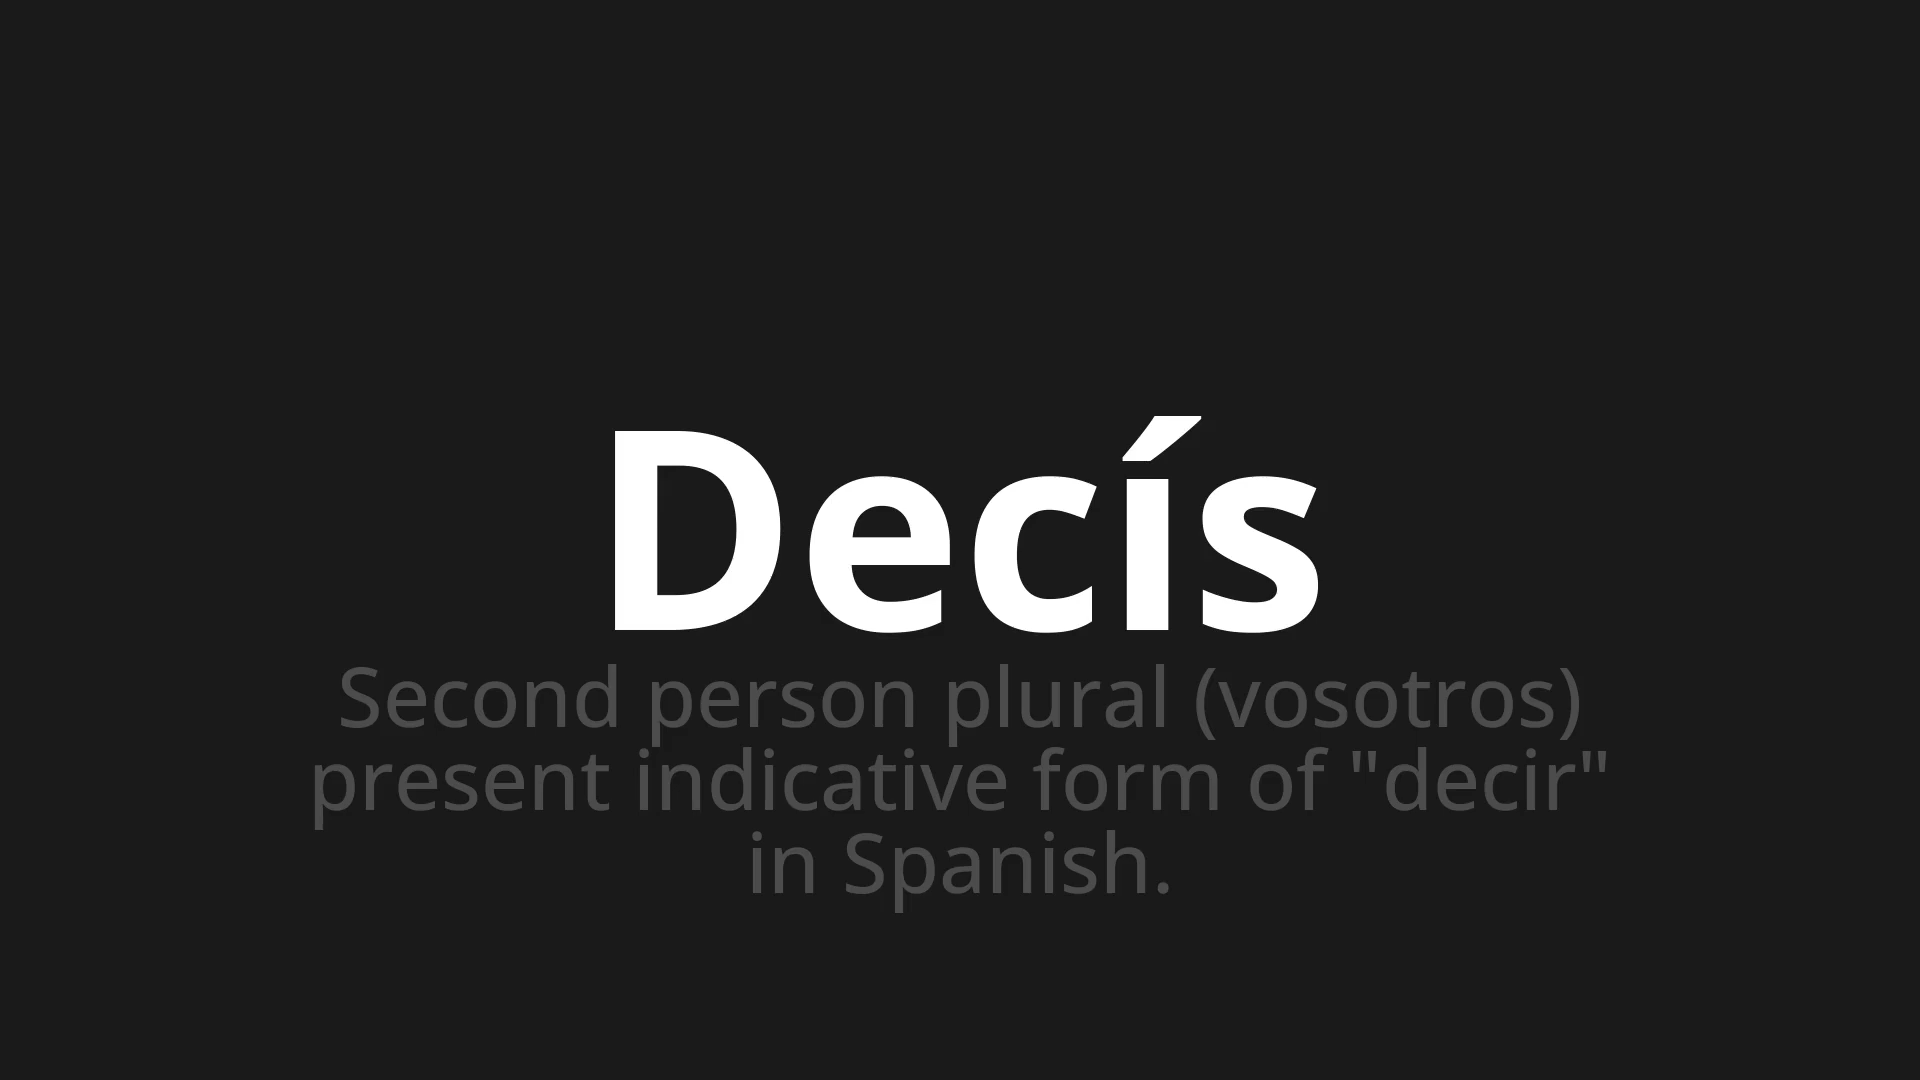 Decís
Second person plural (vosotros)
present indicative form of "decir"
in Spanish.